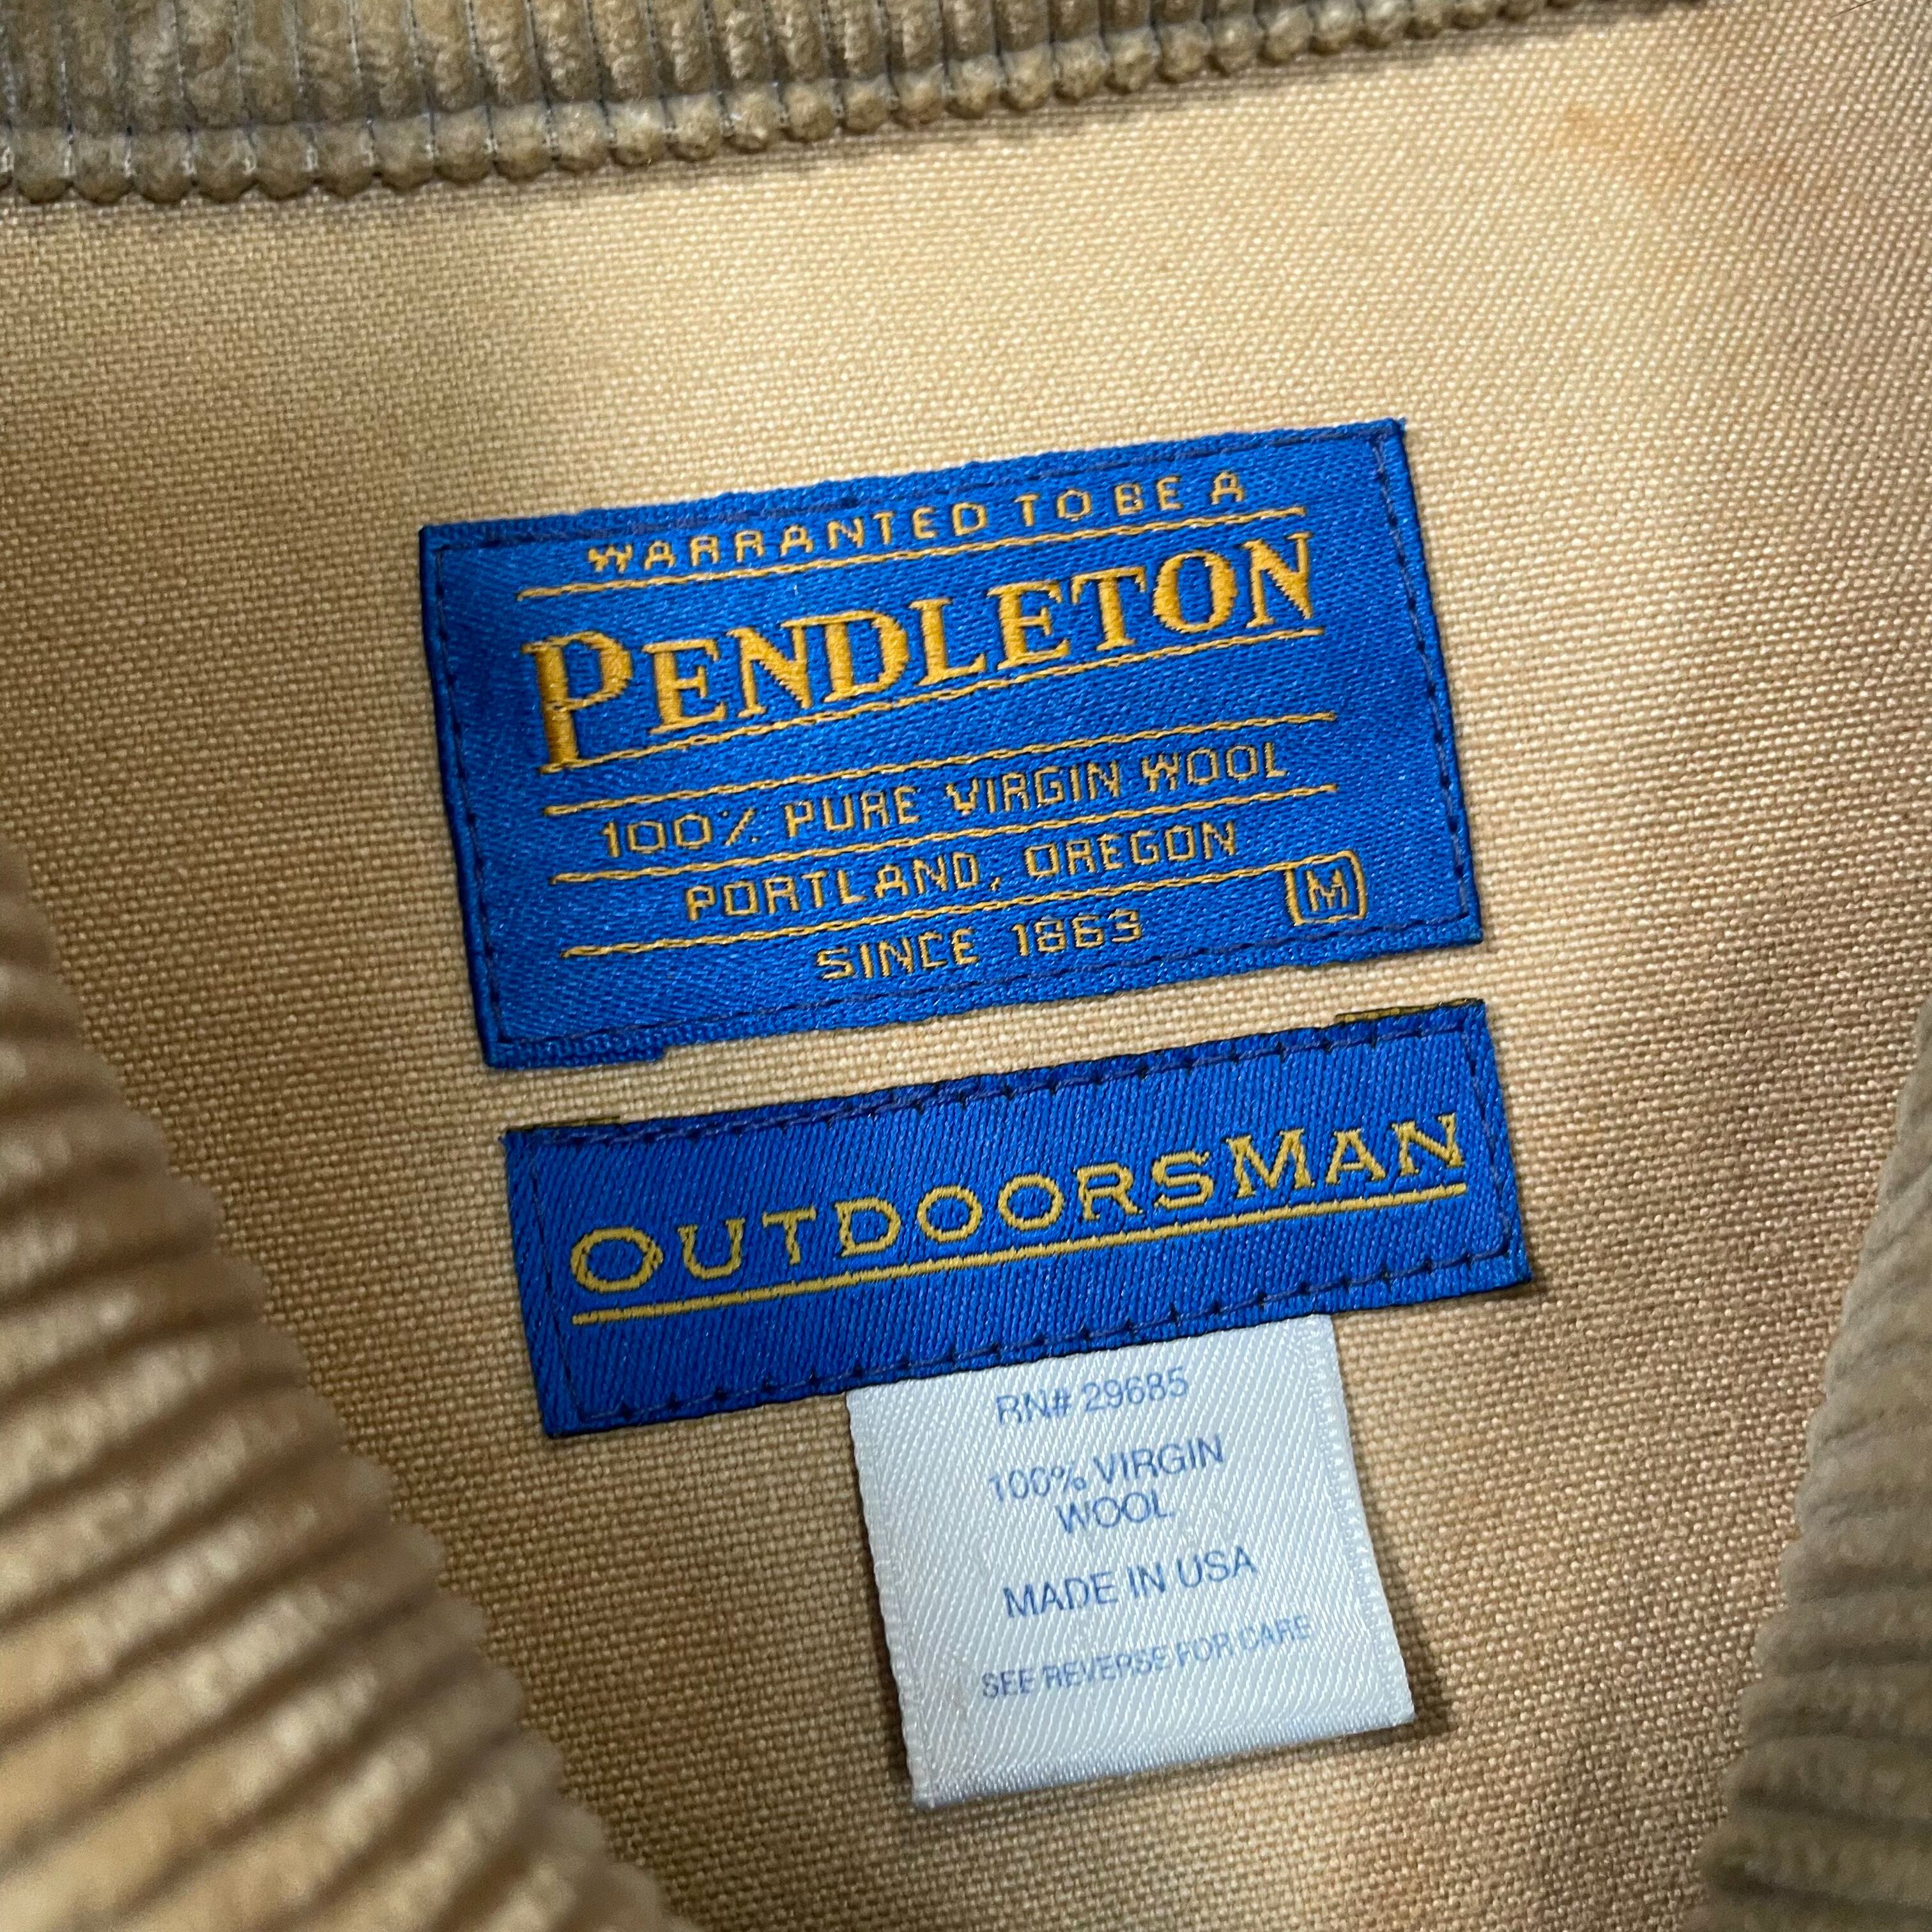 WARRANTED TO BE A
PENDLETON
100% PURE VIRGIN WOOL
PORTLAND, OREGON
SINCE 1863
M
OUTDOORSMAN
RN# 29685
100% VIRGIN
WOOL
MADE IN USA
SEE REVERSE FOR CARE